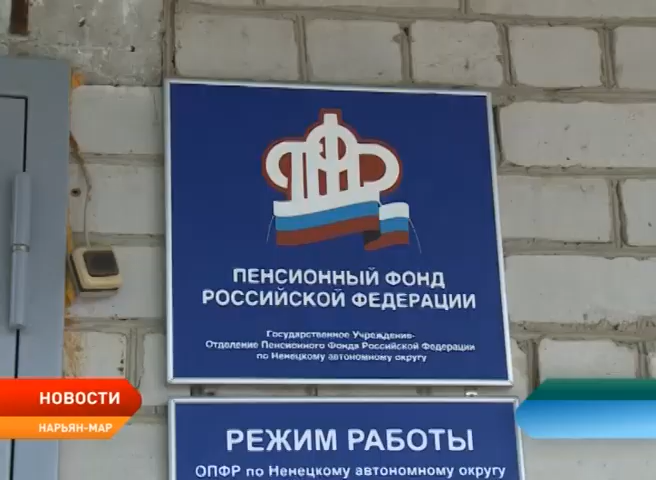 ПЕНСИОННЫЙ ФОНД
РОССИЙСКОЙ ФЕДЕРАЦИИ
Государственное Учреждение-
Отделение Пенсионного Фонда Российской Федерации
по Ненецкому автономному округу
НОВОСТИ
НАРЬЯН-МАР
РЕЖИМ РАБОТЫ
ОПФР по Ненецкому автономному округу